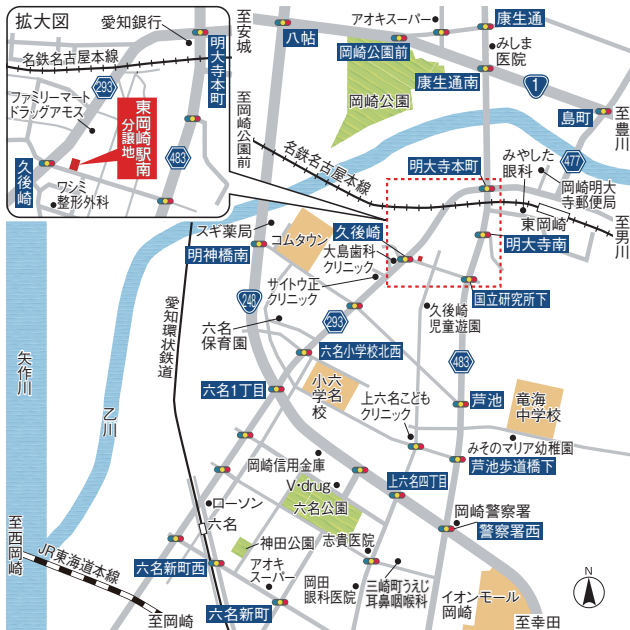 拡大図
愛知銀行
名鉄名古屋本線
明大寺本町
293
ファミリーマート
ドラッグアモス
東岡崎駅南
分譲地
483
久後崎
ワシミ
整形外科
至安城
至岡崎公園前
八帖
アオキスーパー
康生通
岡崎公園前
みしま
医院
康生通南
1
岡崎公園
島町
至豊川
名鉄名古屋本線
明大寺本町
みやした
眼科
477
岡崎明大
寺郵便局
東岡崎
至男川
スギ薬局
コムタウン
久後崎
明大寺南
明神橋南
大島歯科
クリニック
サイトウ正
クリニック
国立研究所下
248
愛知環状鉄道
六名
保育園
293
久後崎
児童遊園
六名小学校北西
483
矢作川
乙川
六名1丁目
六名
小学校
上六名こども
クリニック
芦池
竜海
中学校
みそのマリア幼稚園
岡崎信用金庫
芦池歩道橋下
V・drug
上六名四丁目
ローソン
六名公園
岡崎警察署
六名
警察署西
至西岡崎
JR東海道本線
神田公園
志貴医院
六名新町西
アオキ
スーパー
岡田
眼科医院
三崎町うえじ
耳鼻咽喉科
イオンモール
岡崎
N
至岡崎
六名新町
至幸田